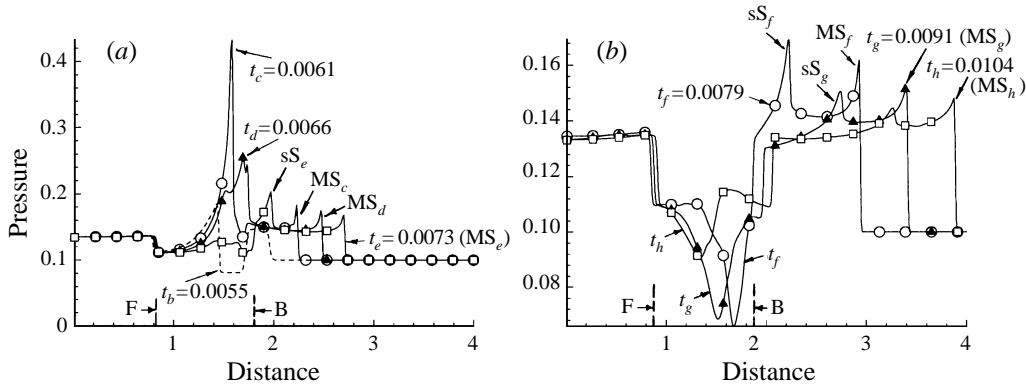 (a)
0.4
0.3
0.2
0.1
0
Pressure
t_c=0.0061
t_d=0.0066
sS_e
MS_c
MS_d
t_e=0.0073 (MS_e)
t_b=0.0055
F
B
1
2
3
4
Distance
(b)
0.16
0.14
0.12
0.10
0.08
sS_f
MS_f
t_g=0.0091 (MS_g)
t_h=0.0104
(MS_h)
sS_g
t_f=0.0079
t_h
t_g
t_f
F
B
0
1
2
3
4
Distance